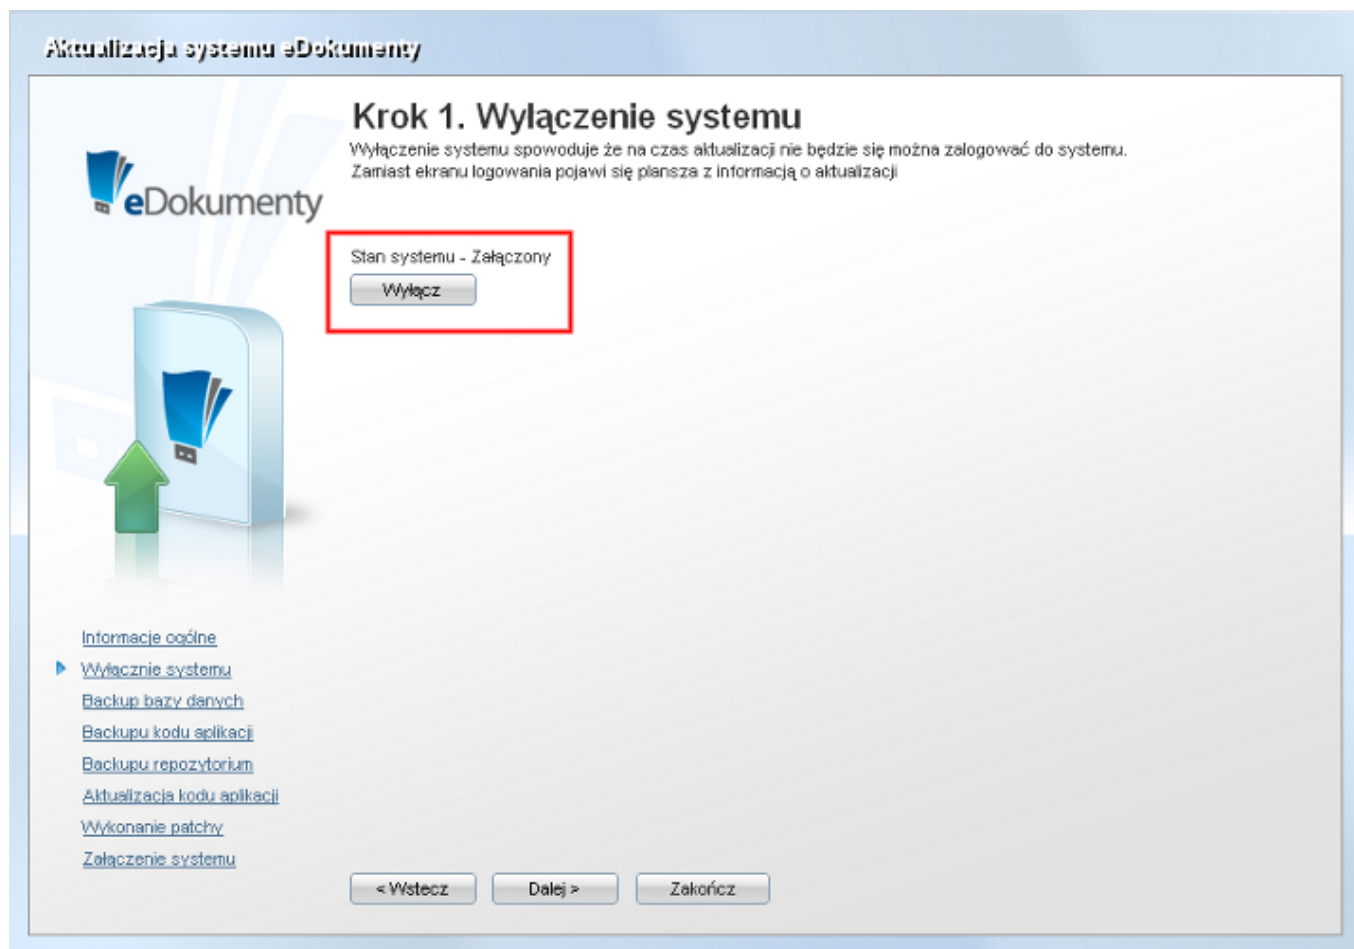 Aktualizacja systemu eDokumenty
Krok 1. Wyłączenie systemu
Wyłączenie systemu spowoduje że na czas aktualizacji nie będzie się można zalogować do systemu.
Zamiast ekranu logowania pojawi się plansza z informacją o aktualizacji
eDokumenty
Stan systemu - Załączony
Wyłącz
Informacje ogólne
Wyłącznie systemu
Backup bazy danych
Backupu kodu aplikacji
Backupu repozytorium
Aktualizacja kodu aplikacji
Wykonanie patchy
Załączenie systemu
< Wstecz Dalej > Zakończ